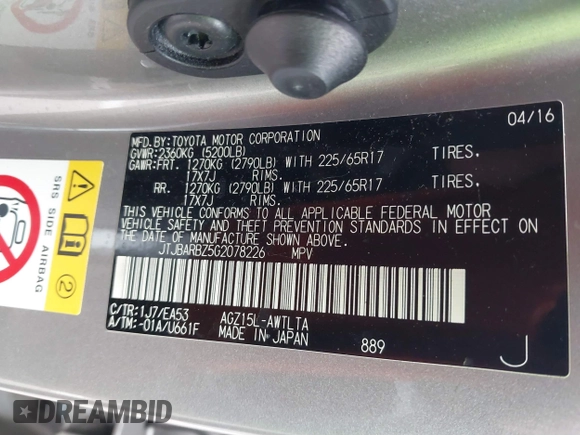 04/16
MFD.BY:TOYOTA MOTOR CORPORATION
GVWR:2360KG (5200LB)
GAWR:FRT. 1270KG (2790LB) WITH 225/65R17 TIRES.
17X7J RIMS.
RR. 1270KG (2790LB) WITH 225/65R17 TIRES.
17X7J RIMS.
THIS VEHICLE CONFORMS TO ALL APPLICABLE FEDERAL MOTOR
VEHICLE SAFETY AND THEFT PREVENTION STANDARDS IN EFFECT ON
THE DATE OF MANUFACTURE SHOWN ABOVE.
JTJBARBZ5G2078226 MPV
C/TR:1J7/EA53 AGZ15L-AWTLTA
A/TM:-01A/U661F MADE IN JAPAN 889 J
SRS SIDE AIRBAG
2
DREAMBID